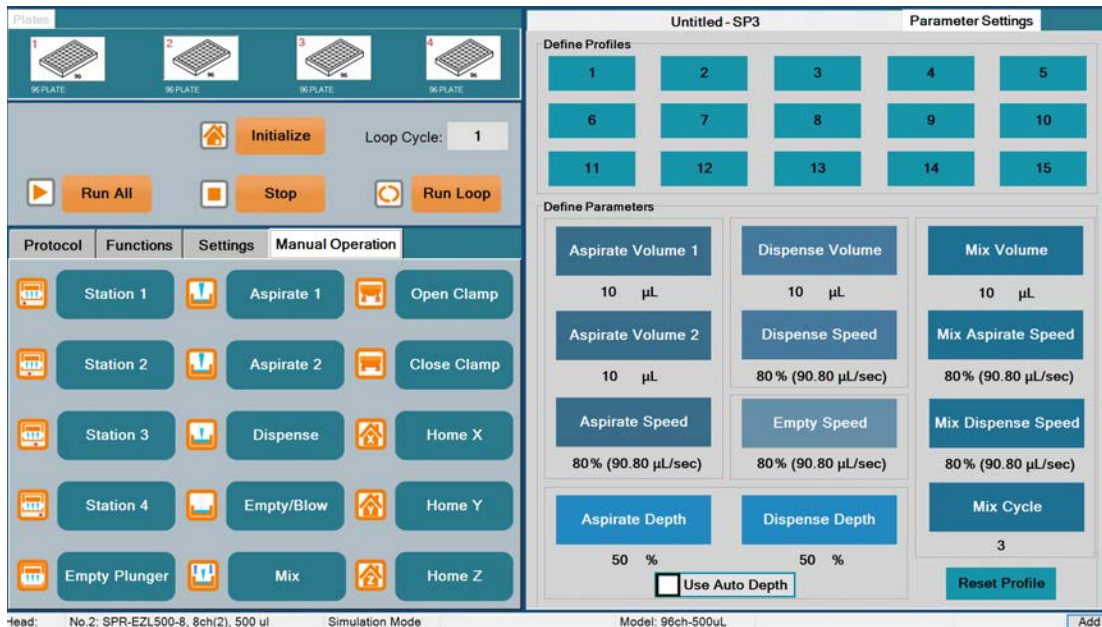 Plates
Untitled - SP3
Parameter Settings
1
2
3
4
96
96
96
96
96 PLATE
96 PLATE
96 PLATE
96 PLATE
Initialize
Loop Cycle: 1
Run All
Stop
Run Loop
Protocol
Functions
Settings
Manual Operation
Station 1
Aspirate 1
Open Clamp
Station 2
Aspirate 2
Close Clamp
Station 3
Dispense
X
Home X
Station 4
Empty/Blow
Y
Home Y
Empty Plunger
Mix
Z
Home Z
Define Profiles
1
2
3
4
5
6
7
8
9
10
11
12
13
14
15
Define Parameters
Aspirate Volume 1
Dispense Volume
Mix Volume
10 µL
10 µL
10 µL
Aspirate Volume 2
Dispense Speed
Mix Aspirate Speed
10 µL
80 % (90.80 µL/sec)
80 % (90.80 µL/sec)
Aspirate Speed
Empty Speed
Mix Dispense Speed
80 % (90.80 µL/sec)
80 % (90.80 µL/sec)
80 % (90.80 µL/sec)
Aspirate Depth
Dispense Depth
Mix Cycle
50 %
50 %
3
Use Auto Depth
Reset Profile
Head: No.2: SPR-EZL500-8, 8ch(2), 500 ul
Simulation Mode
Model: 96ch-500uL
Add